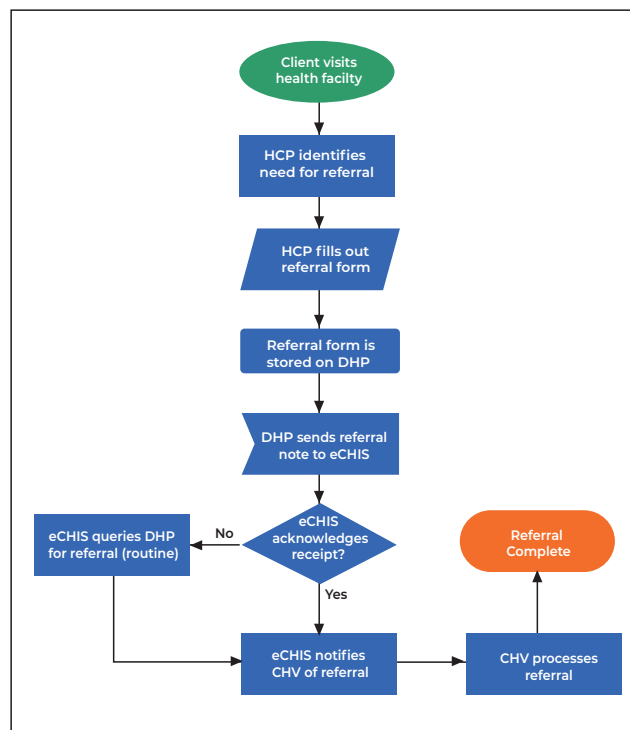 Client visits
health facilty
HCP identifies
need for referral
HCP fills out
referral form
Referral form is
stored on DHP
DHP sends referral
note to eCHIS
eCHIS
acknowledges
receipt?
No
eCHIS queries DHP
for referral (routine)
Yes
eCHIS notifies
CHV of referral
CHV processes
referral
Referral
Complete